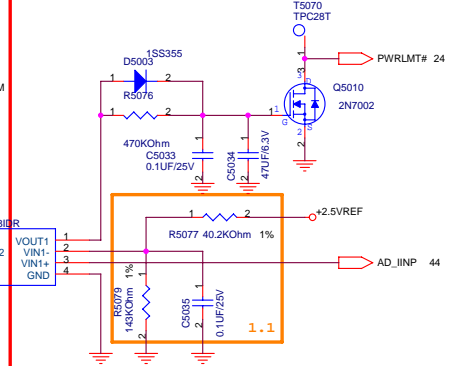 T5070
TPC28T
1SS355
D5003
1 2
R5076
1 2
PWRLMT# 24
3
3
D
Q5010
2N7002
1
G
S
2
2
470KOhm
C5033
0.1UF/25V
1
2
C5034
47UF/6.3V
1
2
M
BIDR
2
VOUT1 1
VIN1- 2
VIN1+ 3
GND 4
1 2
+2.5VREF
R5077 40.2KOhm 1%
AD_IINP 44
R5079
143KOhm
1%
1
2
C5035
0.1UF/25V
1
2
1.1